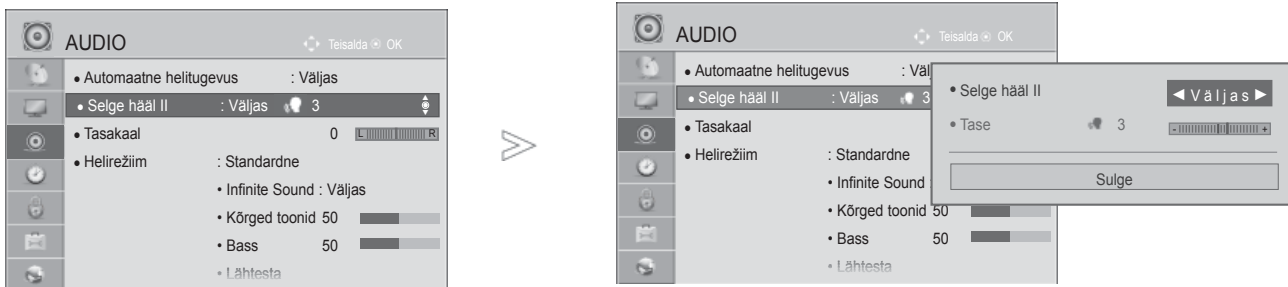 AUDIO
Teisalda OK
• Automaatne helitugevus : Väljas
• Selge hääl II : Väljas 3
• Tasakaal 0 L R
• Helirežiim : Standardne
• Infinite Sound : Väljas
• Kõrged toonid 50
• Bass 50
• Lähtesta
AUDIO
Teisalda OK
• Automaatne helitugevus : Väl
• Selge hääl II : Väljas 3
• Tasakaal
• Helirežiim : Standardne
• Infinite Sound :
• Kõrged toonid 50
• Bass 50
• Lähtesta
• Selge hääl II ◄ Väljas ►
• Tase 3 - +
Sulge